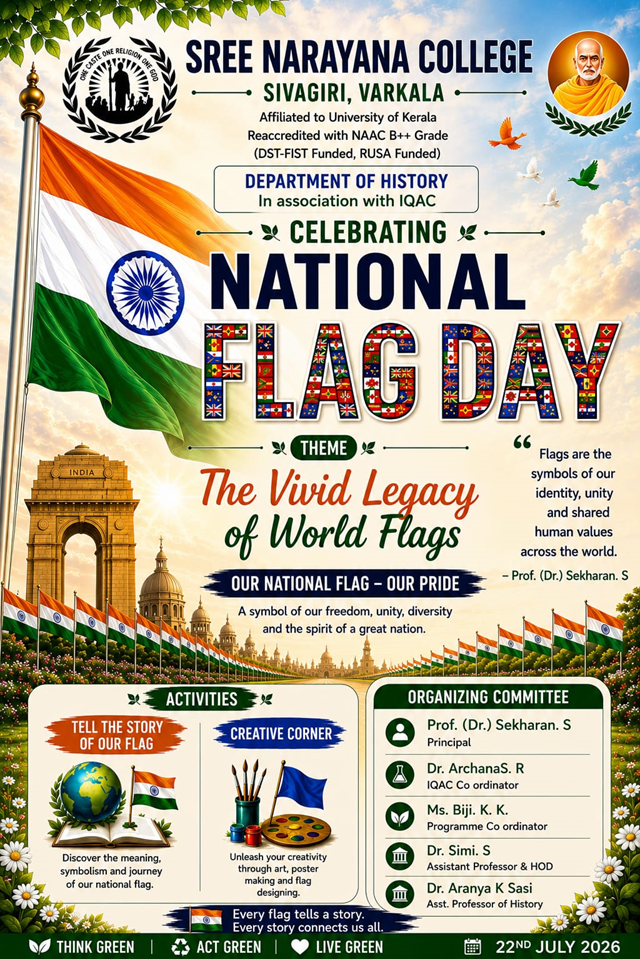 ONE CASTE ONE RELIGION ONE GOD
SREE NARAYANA COLLEGE
SIVAGIRI, VARKALA
Affiliated to University of Kerala
Reaccredited with NAAC B++ Grade
(DST-FIST Funded, RUSA Funded)
DEPARTMENT OF HISTORY
In association with IQAC
CELEBRATING
NATIONAL
FLAG DAY
THEME
The Vivid Legacy
of World Flags
OUR NATIONAL FLAG – OUR PRIDE
A symbol of our freedom, unity, diversity
and the spirit of a great nation.
“ Flags are the
symbols of our
identity, unity
and shared
human values
across the world.
– Prof. (Dr.) Sekharan. S
INDIA
ACTIVITIES
TELL THE STORY
OF OUR FLAG
Discover the meaning,
symbolism and journey
of our national flag.
CREATIVE CORNER
Unleash your creativity
through art, poster
making and flag
designing.
ORGANIZING COMMITTEE
Prof. (Dr.) Sekharan. S
Principal
Dr. ArchanaS. R
IQAC Co ordinator
Ms. Biji. K. K.
Programme Co ordinator
Dr. Simi. S
Assistant Professor & HOD
Dr. Aranya K Sasi
Asst. Professor of History
Every flag tells a story.
Every story connects us all.
THINK GREEN | ACT GREEN | LIVE GREEN
22ND JULY 2026